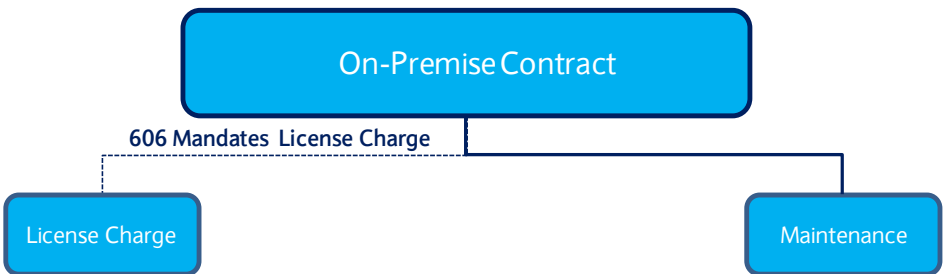 On-Premise Contract
606 Mandates License Charge
License Charge
Maintenance